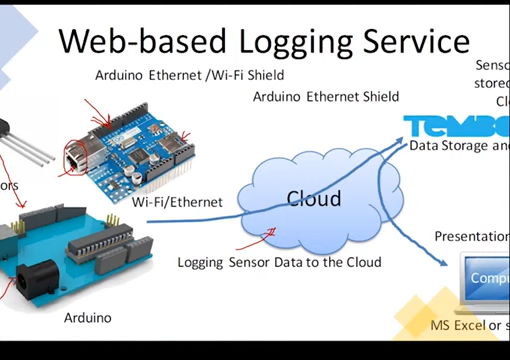 Web-based Logging Service
Arduino Ethernet /Wi-Fi Shield
Arduino Ethernet Shield
Data Storage and
Wi-Fi/Ethernet
Cloud
Logging Sensor Data to the Cloud
Presentation
Arduino
MS Excel or